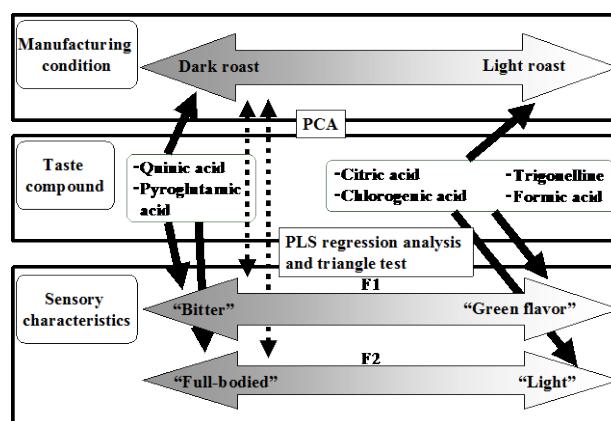 Manufacturing
condition
Dark roast
Light roast
PCA
Taste
compound
-Quinic acid
-Pyroglutamic
acid
-Citric acid
-Chlorogenic acid
-Trigonelline
-Formic acid
PLS regression analysis
and triangle test
Sensory
characteristics
F1
“Bitter”
“Green flavor”
F2
“Full-bodied”
“Light”